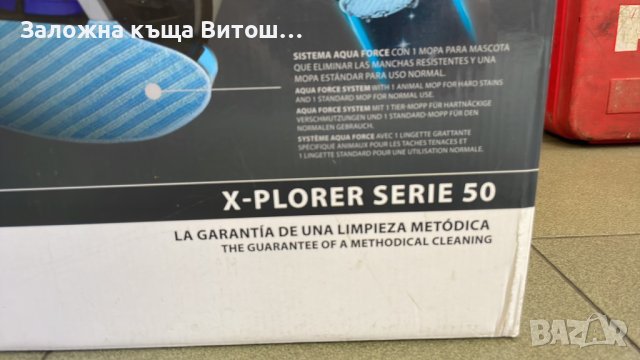 Заложна къща Витош...
SISTEMA AQUA FORCE CON 1 MOPA PARA MASCOTA
QUE ELIMINAR LAS MANCHAS RESISTENTES Y UNA
MOPA ESTÁNDAR PARA USO NORMAL.
AQUA FORCE SYSTEM WITH 1 ANIMAL MOP FOR HARD STAINS
AND 1 STANDARD MOP FOR NORMAL USE.
AQUA FORCE SYSTEM MIT 1 TIER-MOPP FÜR HARTNÄCKIGE
VERSCHMUTZUNGEN UND 1 STANDARD-MOPP FÜR DEN
NORMALEN GEBRAUCH.
SYSTÈME AQUA FORCE AVEC 1 LINGETTE GRATTANTE
SPÉCIFIQUE ANIMAUX POUR LES TACHES TENACES ET
1 LINGETTE STANDARD POUR UNE UTILISATION NORMALE.
X-PLORER SERIE 50
LA GARANTÍA DE UNA LIMPIEZA METÓDICA
THE GUARANTEE OF A METHODICAL CLEANING
BAZAR